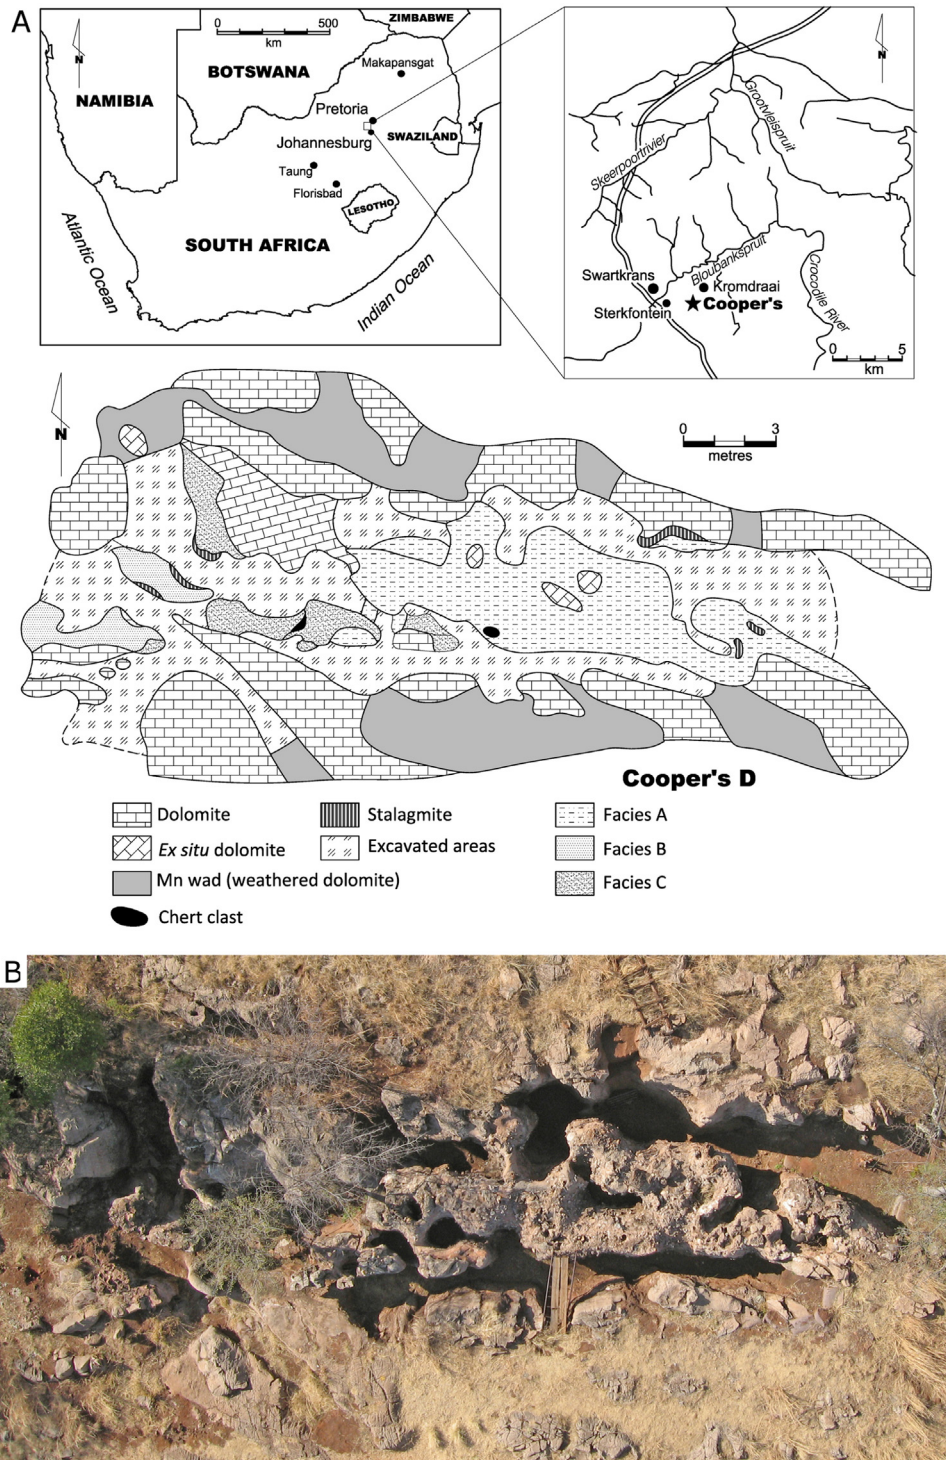 A
N
0 500
km
ZIMBABWE
BOTSWANA
NAMIBIA
Makapansgat
Pretoria
Johannesburg
SWAZILAND
Taung
Florisbad
LESOTHO
SOUTH AFRICA
Atlantic Ocean
Indian Ocean
N
Grootvleispruit
Skeerpoortrivier
Bloubankspruit
Crocodile River
Swartkrans
Kromdraai
Sterkfontein
Cooper's
0 5
km
N
0 3
metres
Cooper's D
Dolomite
Stalagmite
Facies A
Ex situ dolomite
Excavated areas
Facies B
Mn wad (weathered dolomite)
Facies C
Chert clast
B